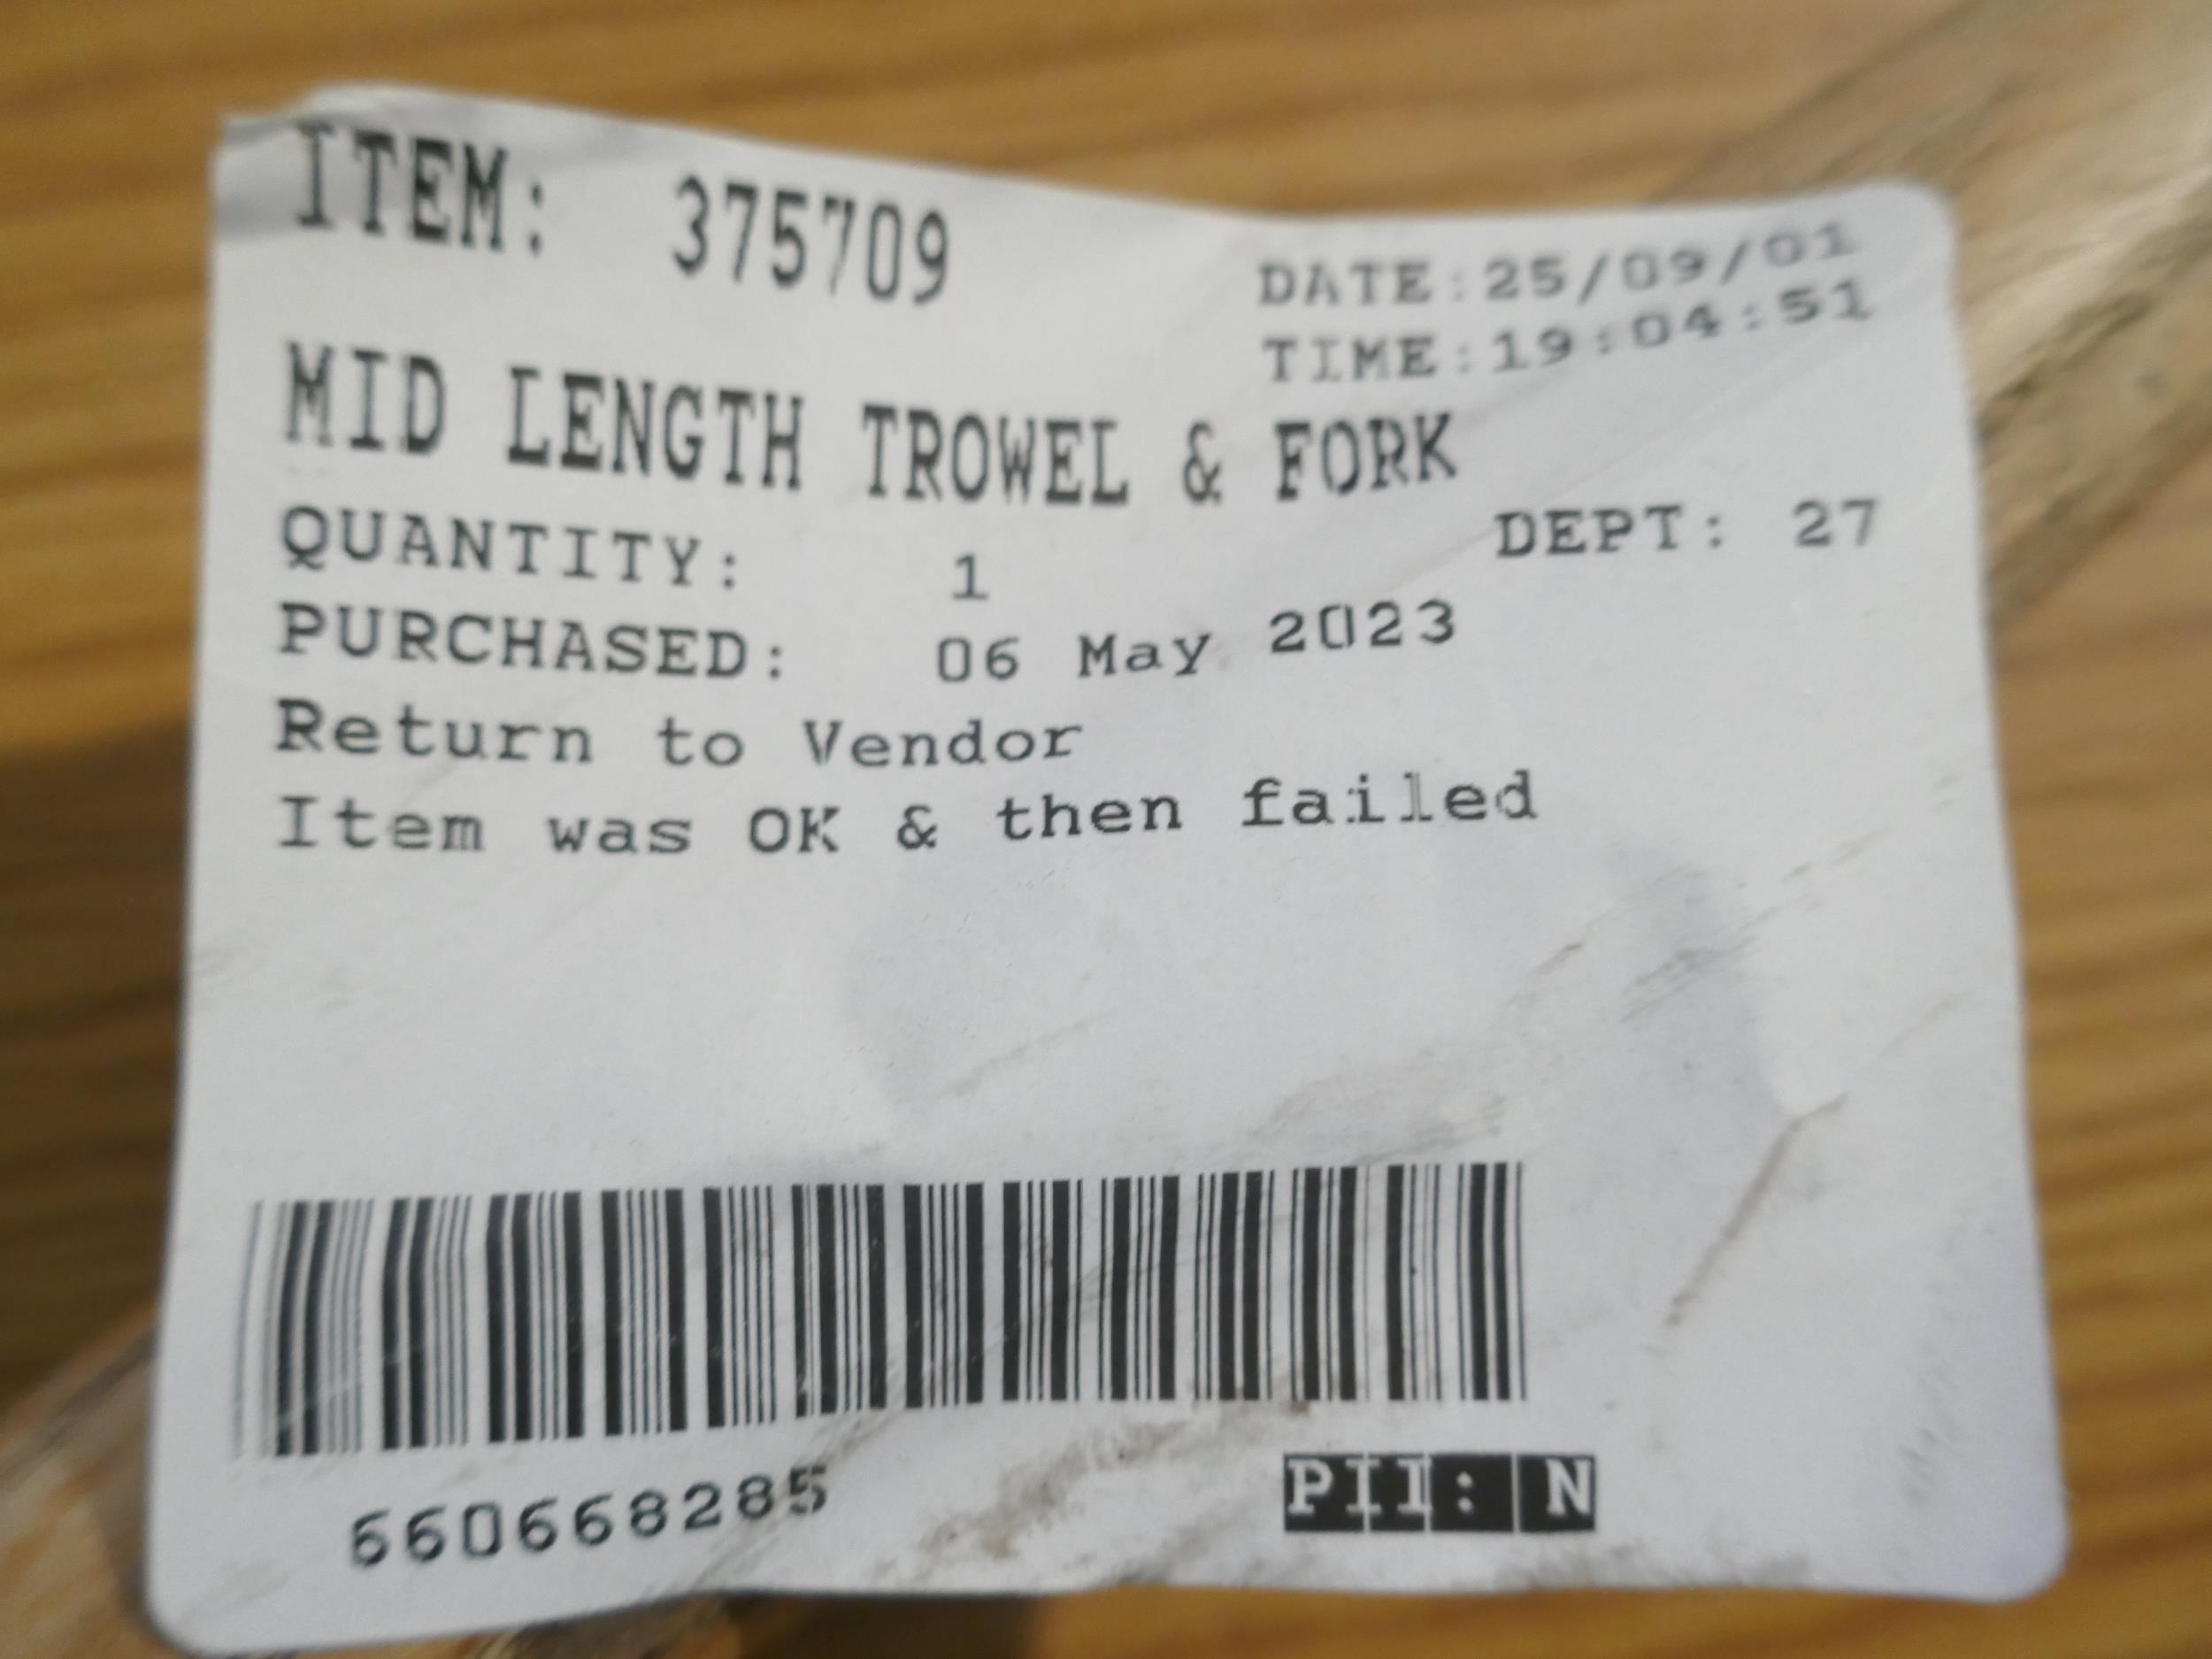 ITEM: 375709
DATE:25/09/01
TIME:19:04:51
MID LENGTH TROWEL & FORK
QUANTITY: 1
DEPT: 27
PURCHASED: 06 May 2023
Return to Vendor
Item was OK & then failed
660668285
PII: N